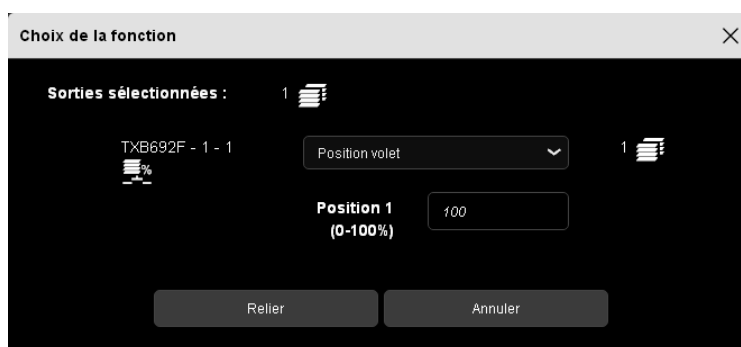 Choix de la fonction
Sorties sélectionnées : 1
TXB692F - 1 - 1 Position volet 1
%
Position 1 100
(0-100%)
Relier Annuler